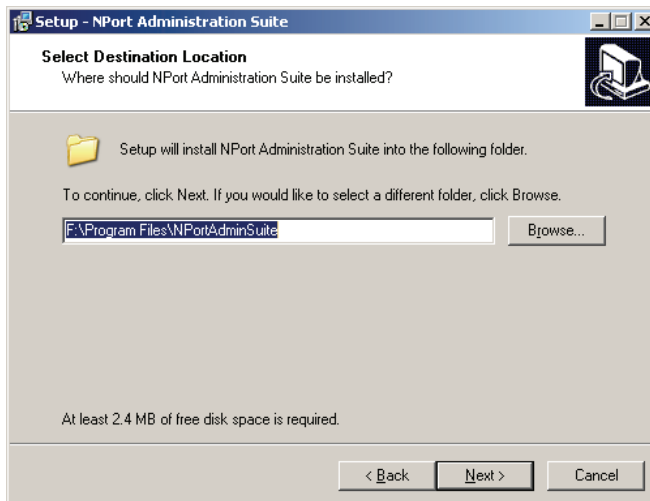 Setup - NPort Administration Suite
Select Destination Location
Where should NPort Administration Suite be installed?
Setup will install NPort Administration Suite into the following folder.
To continue, click Next. If you would like to select a different folder, click Browse.
F:\Program Files\NPortAdminSuite
Browse...
At least 2.4 MB of free disk space is required.
< Back
Next >
Cancel